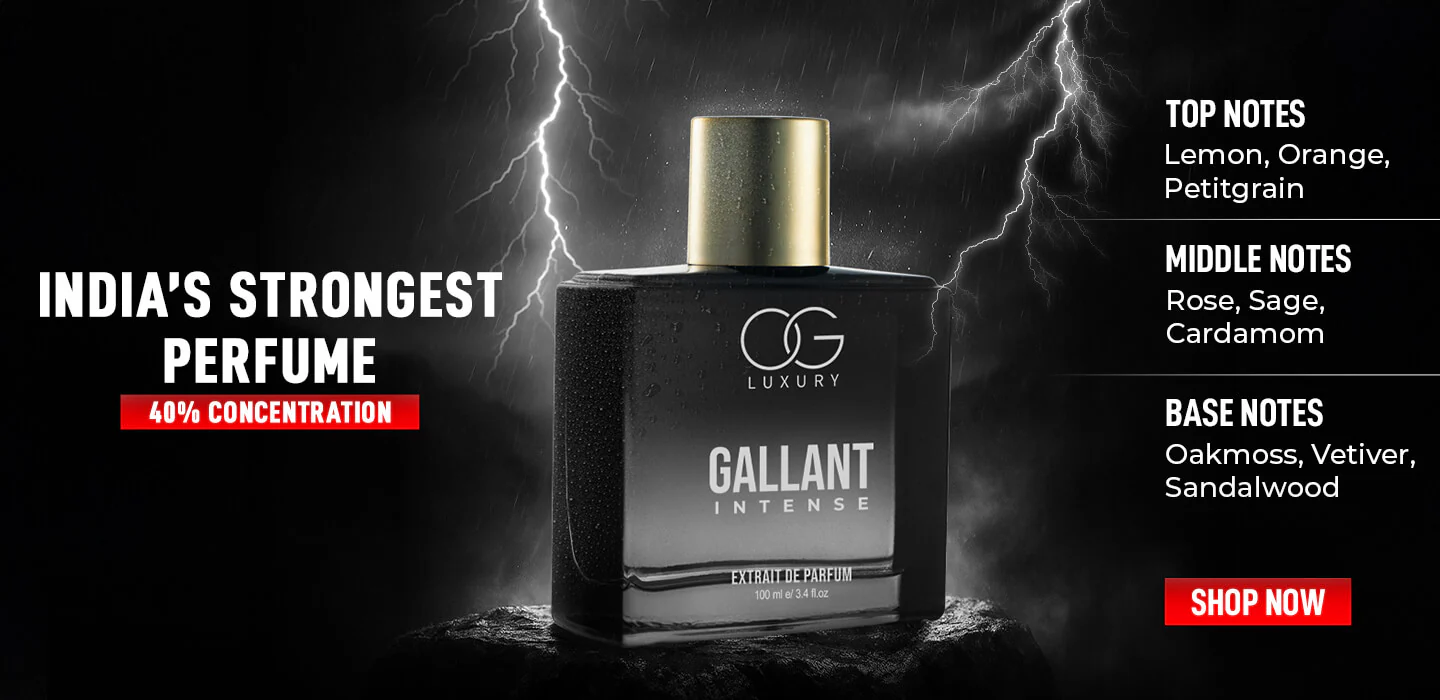 INDIA'S STRONGEST
PERFUME
40% CONCENTRATION
OG
LUXURY
GALLANT
INTENSE
EXTRAIT DE PARFUM
100 ml e/ 3.4 fl.oz
TOP NOTES
Lemon, Orange,
Petitgrain
MIDDLE NOTES
Rose, Sage,
Cardamom
BASE NOTES
Oakmoss, Vetiver,
Sandalwood
SHOP NOW